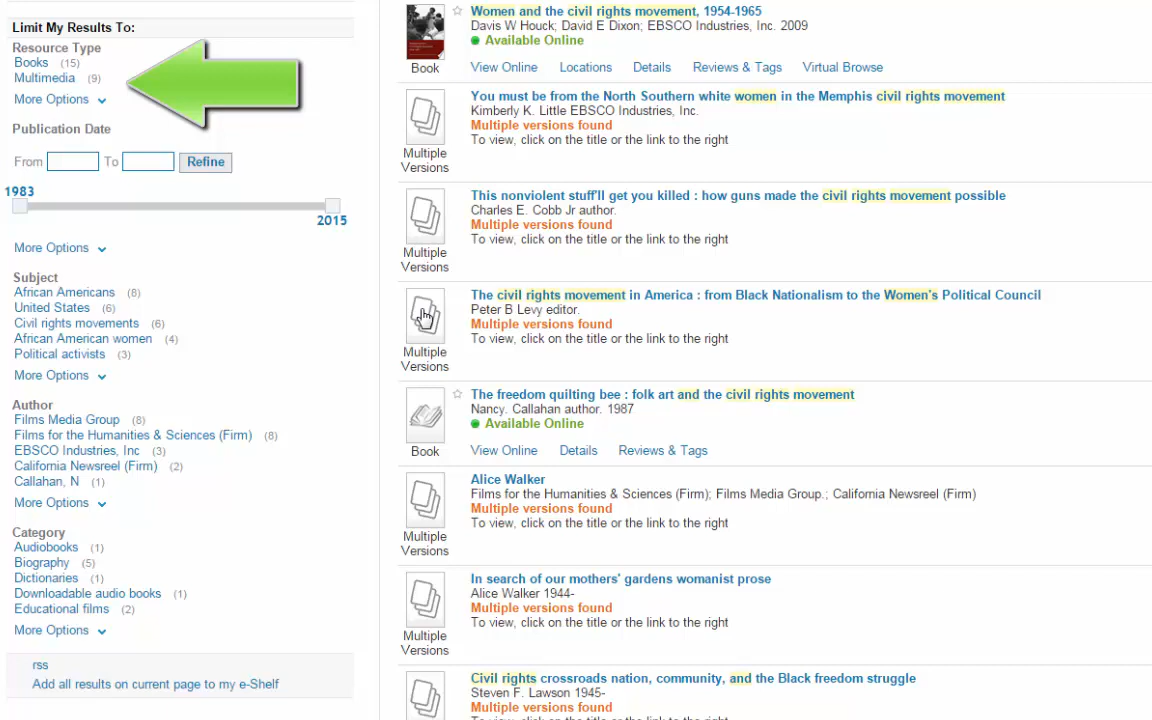 Limit My Results To:
Resource Type
Books (15)
Multimedia (9)
More Options
Publication Date
From To Refine
1983
2015
More Options
Subject
African Americans (8)
United States (6)
Civil rights movements (6)
African American women (4)
Political activists (3)
More Options
Author
Films Media Group (8)
Films for the Humanities & Sciences (Firm) (8)
EBSCO Industries, Inc (3)
California Newsreel (Firm) (2)
Callahan, N (1)
More Options
Category
Audiobooks (1)
Biography (5)
Dictionaries (1)
Downloadable audio books (1)
Educational films (2)
More Options
rss
Add all results on current page to my e-Shelf
Women and the civil rights movement, 1954-1965
Davis W Houck; David E Dixon; EBSCO Industries, Inc. 2009
Available Online
Book
View Online Locations Details Reviews & Tags Virtual Browse
You must be from the North Southern white women in the Memphis civil rights movement
Kimberly K. Little EBSCO Industries, Inc.
Multiple versions found
To view, click on the title or the link to the right
Multiple
Versions
This nonviolent stuff'll get you killed : how guns made the civil rights movement possible
Charles E. Cobb Jr author.
Multiple versions found
To view, click on the title or the link to the right
Multiple
Versions
The civil rights movement in America : from Black Nationalism to the Women's Political Council
Peter B Levy editor.
Multiple versions found
To view, click on the title or the link to the right
Multiple
Versions
The freedom quilting bee : folk art and the civil rights movement
Nancy. Callahan author. 1987
Available Online
Book
View Online Details Reviews & Tags
Alice Walker
Films for the Humanities & Sciences (Firm); Films Media Group.; California Newsreel (Firm)
Multiple versions found
To view, click on the title or the link to the right
Multiple
Versions
In search of our mothers' gardens womanist prose
Alice Walker 1944-
Multiple versions found
To view, click on the title or the link to the right
Multiple
Versions
Civil rights crossroads nation, community, and the Black freedom struggle
Steven F. Lawson 1945-
Multiple versions found
To view, click on the title or the link to the right